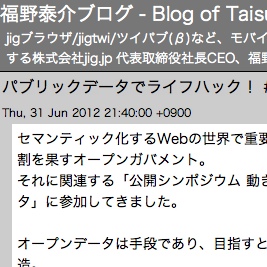 福野泰介ブログ - Blog of Tais
jigブラウザ/jigtwi/ツイバブ(β)など、モバイ
する株式会社jig.jp 代表取締役社長CEO、福野
パブリックデータでライフハック！ #
Thu, 31 Jun 2012 21:40:00 +0900
セマンティック化するWebの世界で重要
割を果すオープンガバメント。
それに関連する「公開シンポジウム 動き
タ」に参加してきました。
オープンデータは手段であり、目指すと
造。